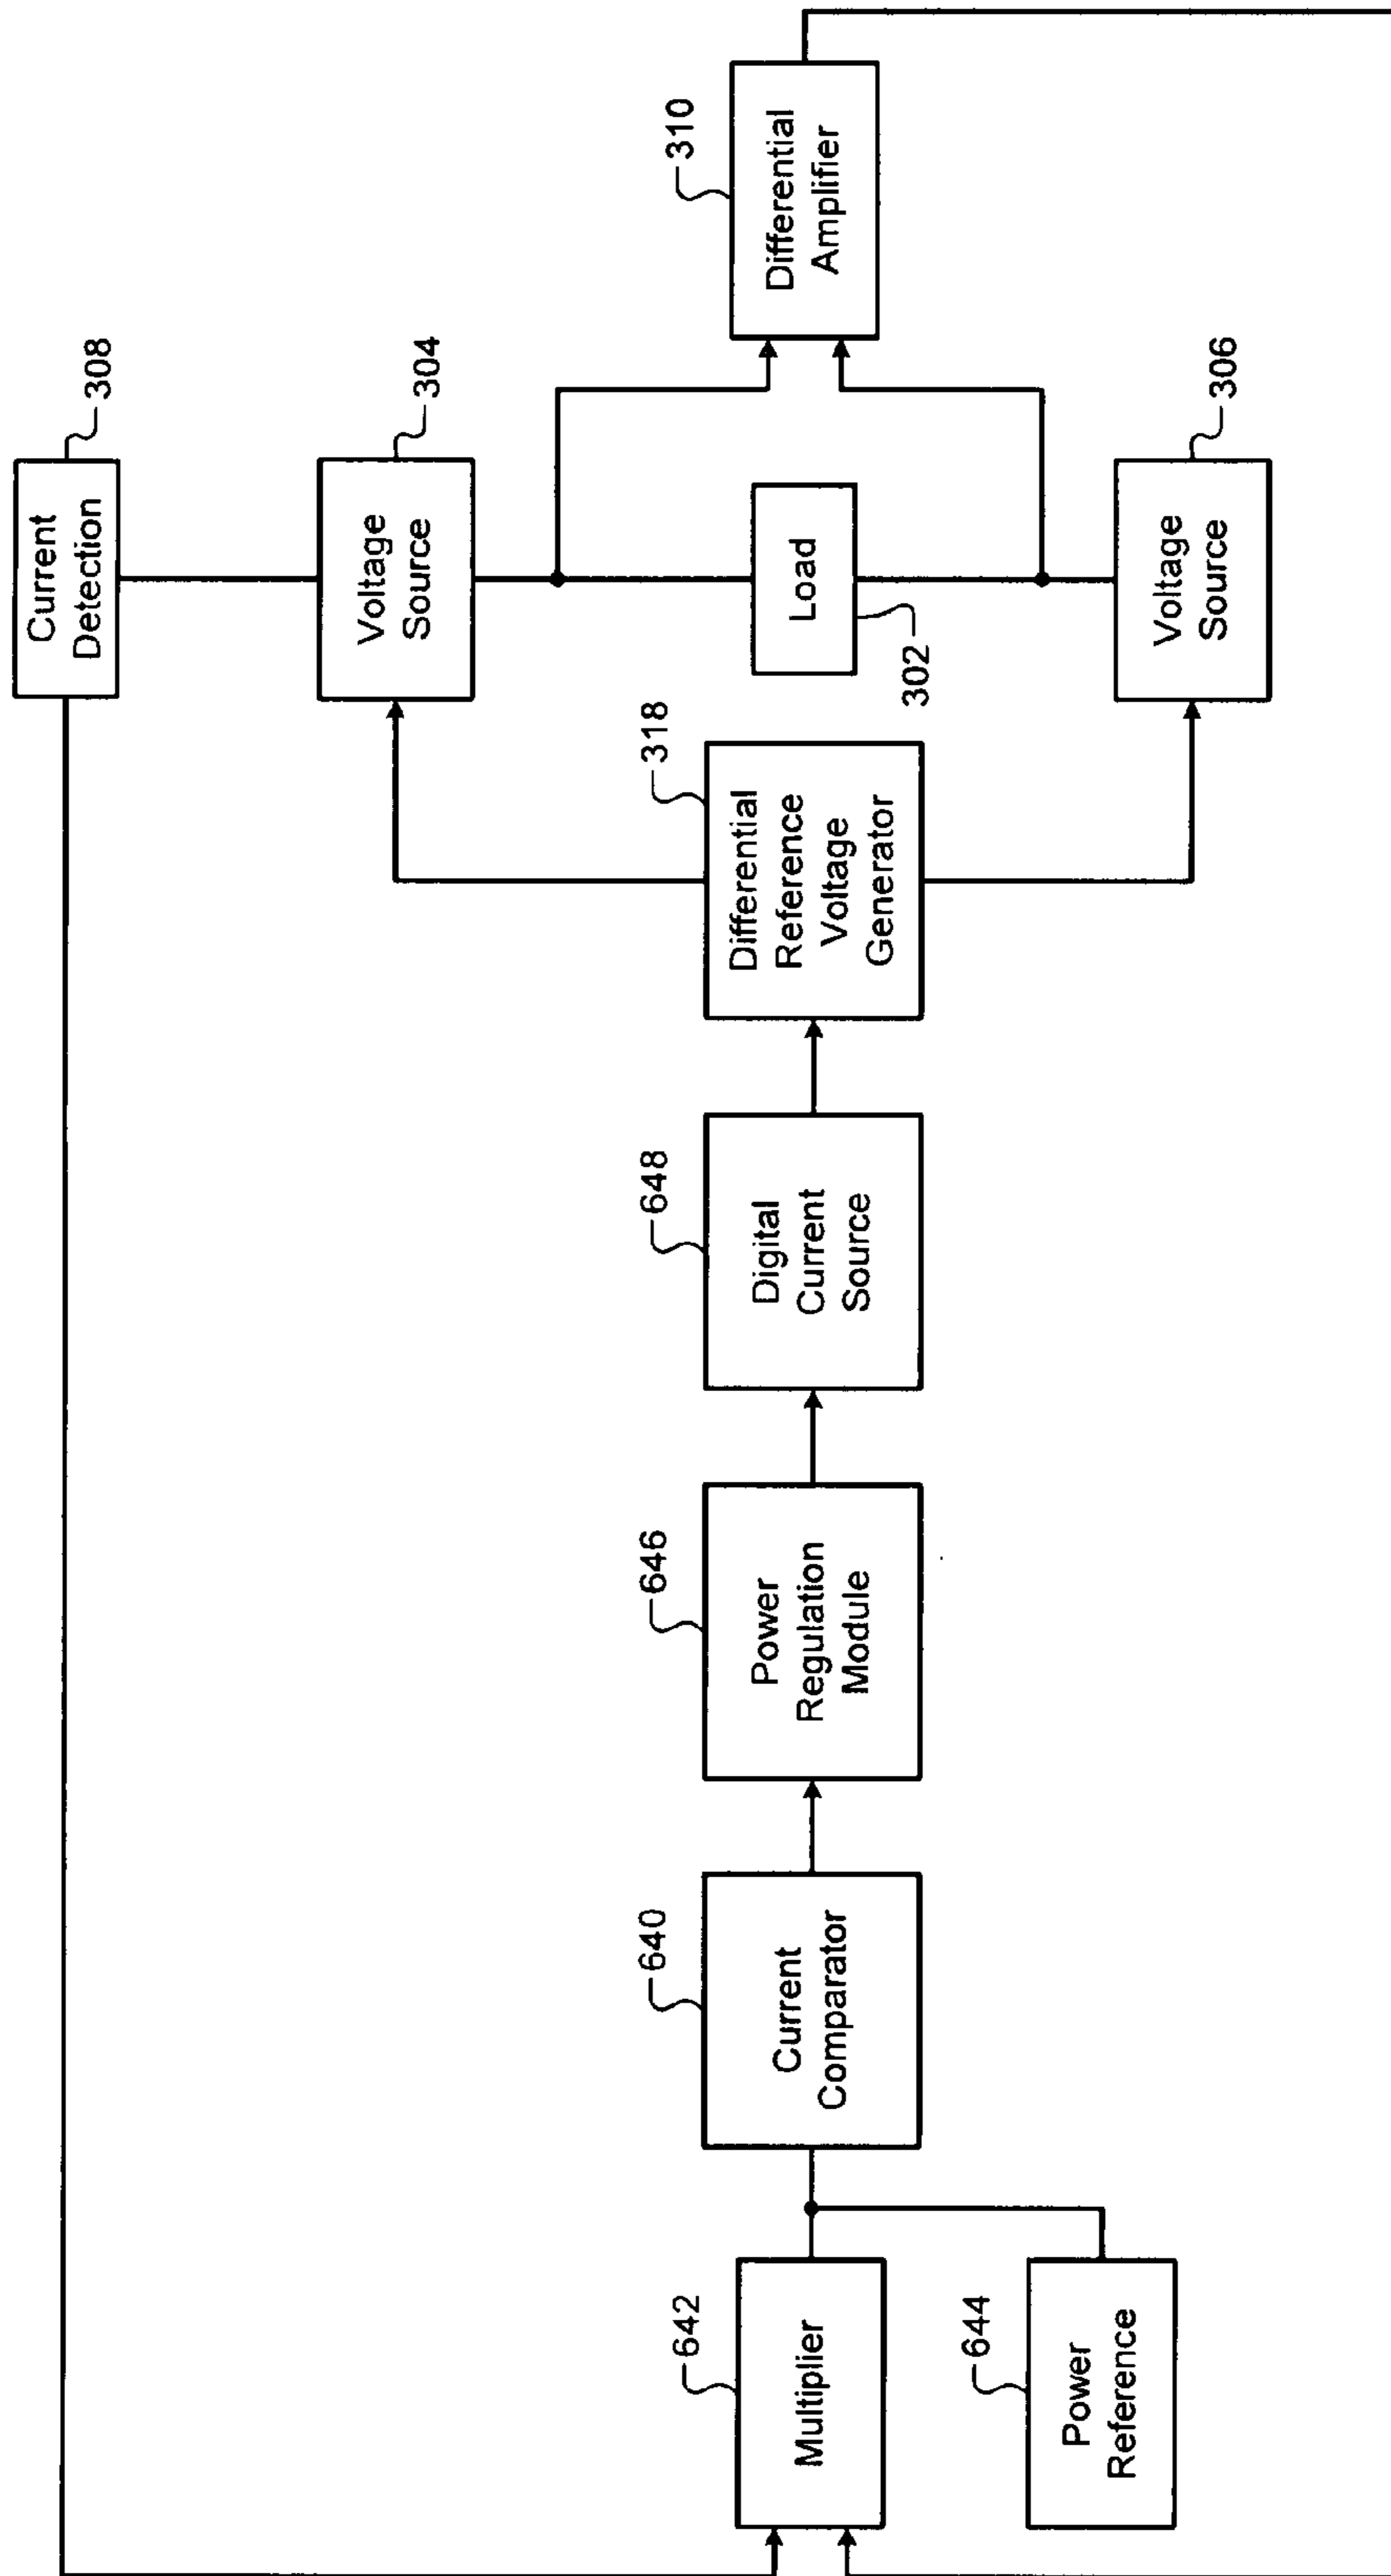 Current
Detection
308
Voltage
Source
304
Load
302
Voltage
Source
306
Differential
Amplifier
310
Differential
Reference
Voltage
Generator
318
Digital
Current
Source
648
Power
Regulation
Module
646
Current
Comparator
640
Multiplier
642
Power
Reference
644